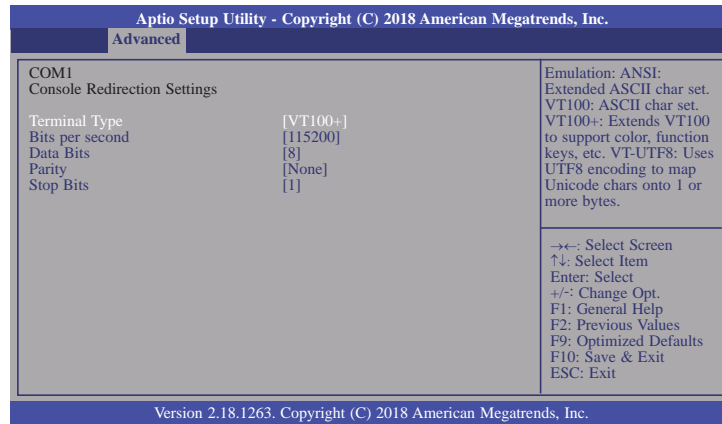 Aptio Setup Utility - Copyright (C) 2018 American Megatrends, Inc.
Advanced
COM1
Console Redirection Settings
Terminal Type [VT100+]
Bits per second [115200]
Data Bits [8]
Parity [None]
Stop Bits [1]
Emulation: ANSI:
Extended ASCII char set.
VT100: ASCII char set.
VT100+: Extends VT100
to support color, function
keys, etc. VT-UTF8: Uses
UTF8 encoding to map
Unicode chars onto 1 or
more bytes.
→←: Select Screen
↑↓: Select Item
Enter: Select
+/-: Change Opt.
F1: General Help
F2: Previous Values
F9: Optimized Defaults
F10: Save & Exit
ESC: Exit
Version 2.18.1263. Copyright (C) 2018 American Megatrends, Inc.